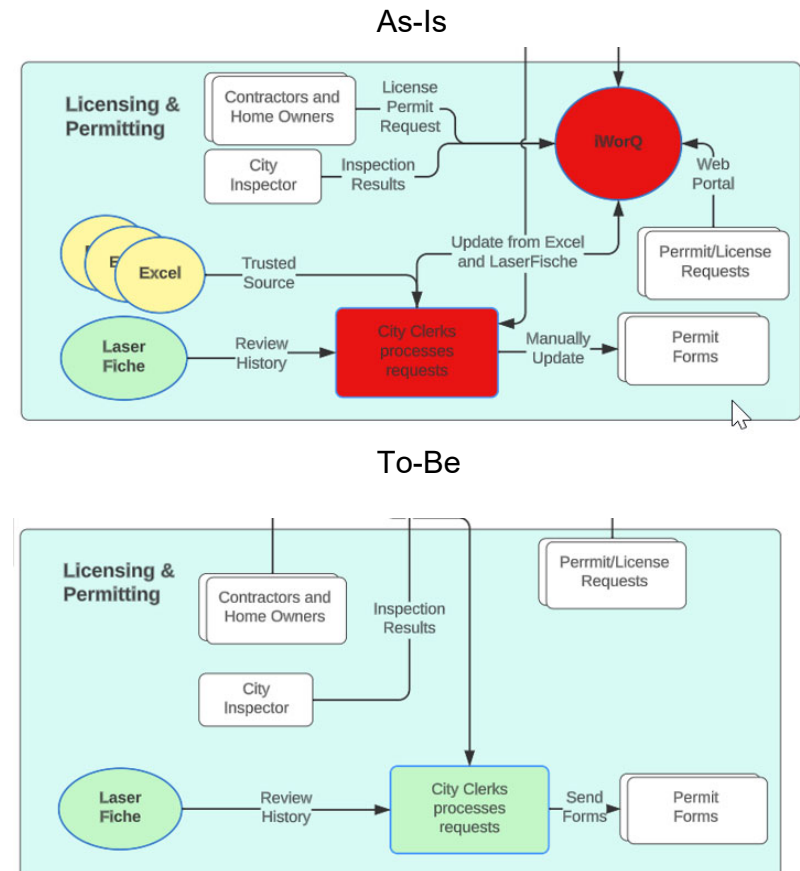 As-Is
Licensing &
Permitting
Contractors and
Home Owners
License
Permit
Request
iWorQ
City
Inspector
Inspection
Results
Web
Portal
Update from Excel
and LaserFische
Perrmit/License
Requests
E
Excel
Trusted
Source
Laser
Fiche
Review
History
City Clerks
processes
requests
Manually
Update
Permit
Forms
To-Be
Licensing &
Permitting
Contractors and
Home Owners
Inspection
Results
Perrmit/License
Requests
City
Inspector
Laser
Fiche
Review
History
City Clerks
processes
requests
Send
Forms
Permit
Forms